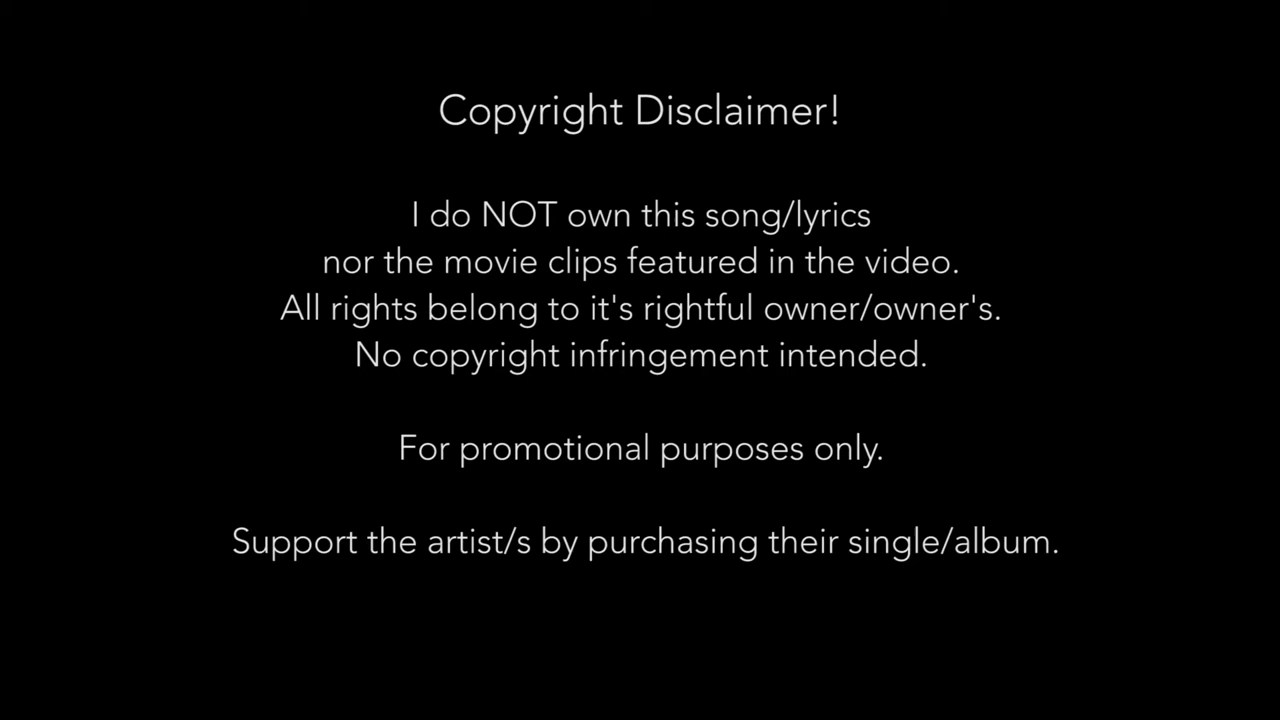 Copyright Disclaimer!
I do NOT own this song/lyrics
nor the movie clips featured in the video.
All rights belong to it's rightful owner/owner's.
No copyright infringement intended.
For promotional purposes only.
Support the artist/s by purchasing their single/album.